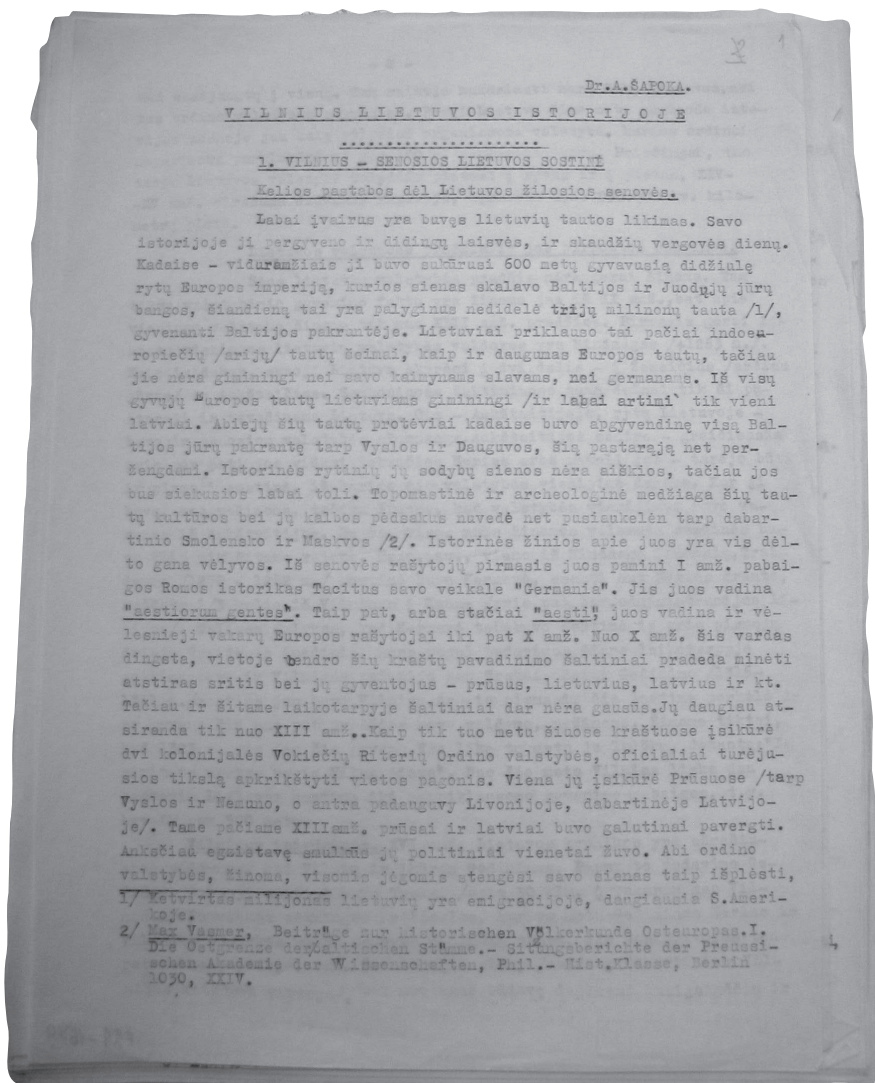 1
Dr.A.ŠAPOKA.
VILNIUS LIETUVOS ISTORIJOJE
1. VILNIUS - SENOSIOS LIETUVOS SOSTINĖ
Kelios pastabos dėl Lietuvos žilosios senovės.
Labai įvairus yra buvęs lietuvių tautos likimas. Savo
istorijoje ji pergyveno ir didingų laisvės, ir skaudžių vergovės dienų.
Kadaise - viduramžiais ji buvo sukūrusi 600 metų gyvavusią didžiulę
rytų Europos imperiją, kurios sienas skalavo Baltijos ir Juodųjų jūrų
bangos, šiandieną tai yra palyginus nedidelė trijų milinonų tauta /1/,
gyvenanti Baltijos pakrantėje. Lietuviai priklauso tai pačiai indoeu-
ropiečių /arijų/ tautų šeimai, kaip ir daugumas Europos tautų, tačiau
jie nėra giminingi nei savo kaimynams slavams, nei germanams. Iš visų
gyvųjų Europos tautų lietuviams giminingi /ir labai artimi` tik vieni
latviai. Abiejų šių tautų protėviai kadaise buvo apgyvendinę visą Bal-
tijos jūrų pakrantę tarp Vyslos ir Dauguvos, šią pastarąją net per-
žengdami. Istorinės rytinių jų sodybų sienos nėra aiškios, tačiau jos
bus siekusios labai toli. Topomastinė ir archeologinė medžiaga šių tau-
tų kultūros bei jų kalbos pėdsakus nuvedė net pusiaukelėn tarp dabar-
tinio Smolensko ir Maskvos /2/. Istorinės žinios apie juos yra vis dėl-
to gana vėlyvos. Iš senovės rašytojų pirmasis juos pamini I amž. pabai-
gos Romos istorikas Tacitus savo veikale "Germania". Jis juos vadina
"aestiorum gentes". Taip pat, arba stačiai "aesti", juos vadina ir vė-
lesnieji vakarų Europos rašytojai iki pat X amž. Nuo X amž. šis vardas
dingsta, vietoje bendro šių kraštų pavadinimo šaltiniai pradeda minėti
atstiras sritis bei jų gyventojus - prūsus, lietuvius, latvius ir kt.
Tačiau ir šitame laikotarpyje šaltiniai dar nėra gausūs.Jų daugiau at-
siranda tik nuo XIII amž..Kaip tik tuo metu šiuose kraštuose įsikūrė
dvi kolonijalės Vokiečių Riterių Ordino valstybės, oficialiai turėju-
sios tikslą apkrikštyti vietos pagonis. Viena jų įsikūrė Prūsuose /tarp
Vyslos ir Nemuno, o antra padauguvy Livonijoje, dabartinėje Latvijo-
je/. Tame pačiame XIIIamž. prūsai ir latviai buvo galutinai pavergti.
Anksčiau egzistavę smulkūs jų politiniai vienetai žuvo. Abi ordino
valstybės, žinoma, visomis jėgomis stengėsi savo sienas taip išplėsti,
1/ Ketvirtas milijonas lietuvių yra emigracijoje, daugiausia S.Ameri-
koje.
2/ Max Vasmer, Beiträge zur historischen Völkerkunde Osteuropas.I.
Die Ostgrenze der baltischen Stämme.- Sitzungsberichte der Preussi-
schen Akademie der Wissenschaften, Phil.- Hist.Klasse, Berlin
1030, XXIV.